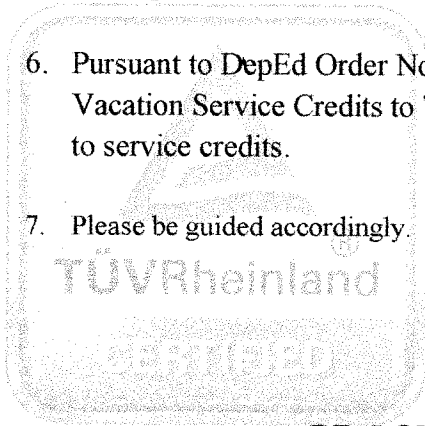 6. Pursuant to DepEd Order No
Vacation Service Credits to
to service credits.
7. Please be guided accordingly.
TÜVRheinland
CERTIFIED